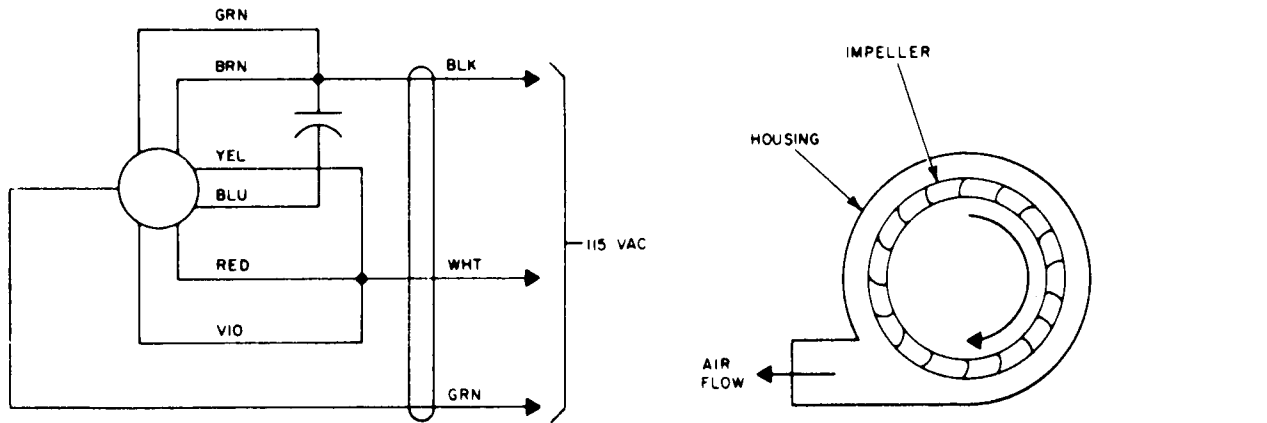 GRN
BRN
BLK
YEL
BLU
115 VAC
RED
WHT
VIO
GRN
IMPELLER
HOUSING
AIR
FLOW